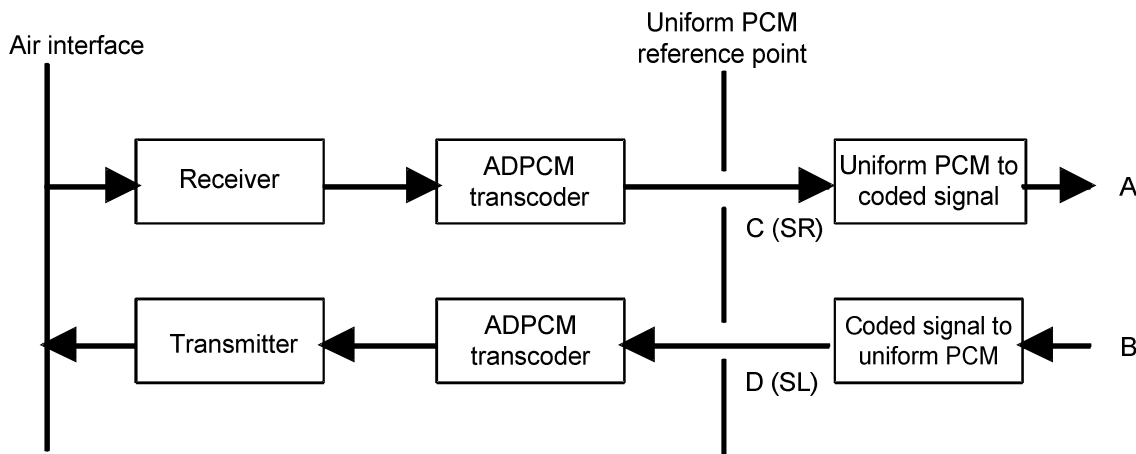 Air interface
Uniform PCM
reference point
Receiver
ADPCM
transcoder
Uniform PCM to
coded signal
A
C (SR)
Transmitter
ADPCM
transcoder
Coded signal to
uniform PCM
B
D (SL)